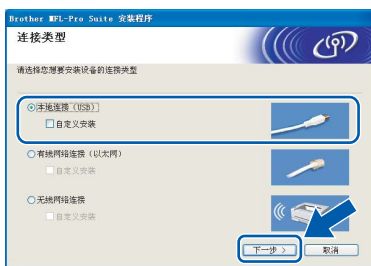 Brother MFL-Pro Suite 安装程序
连接类型
请选择您想要安装设备的连接类型
本地连接（USB）
自定义安装
有线网络连接（以太网）
自定义安装
无线网络连接
自定义安装
下一步 >
取消